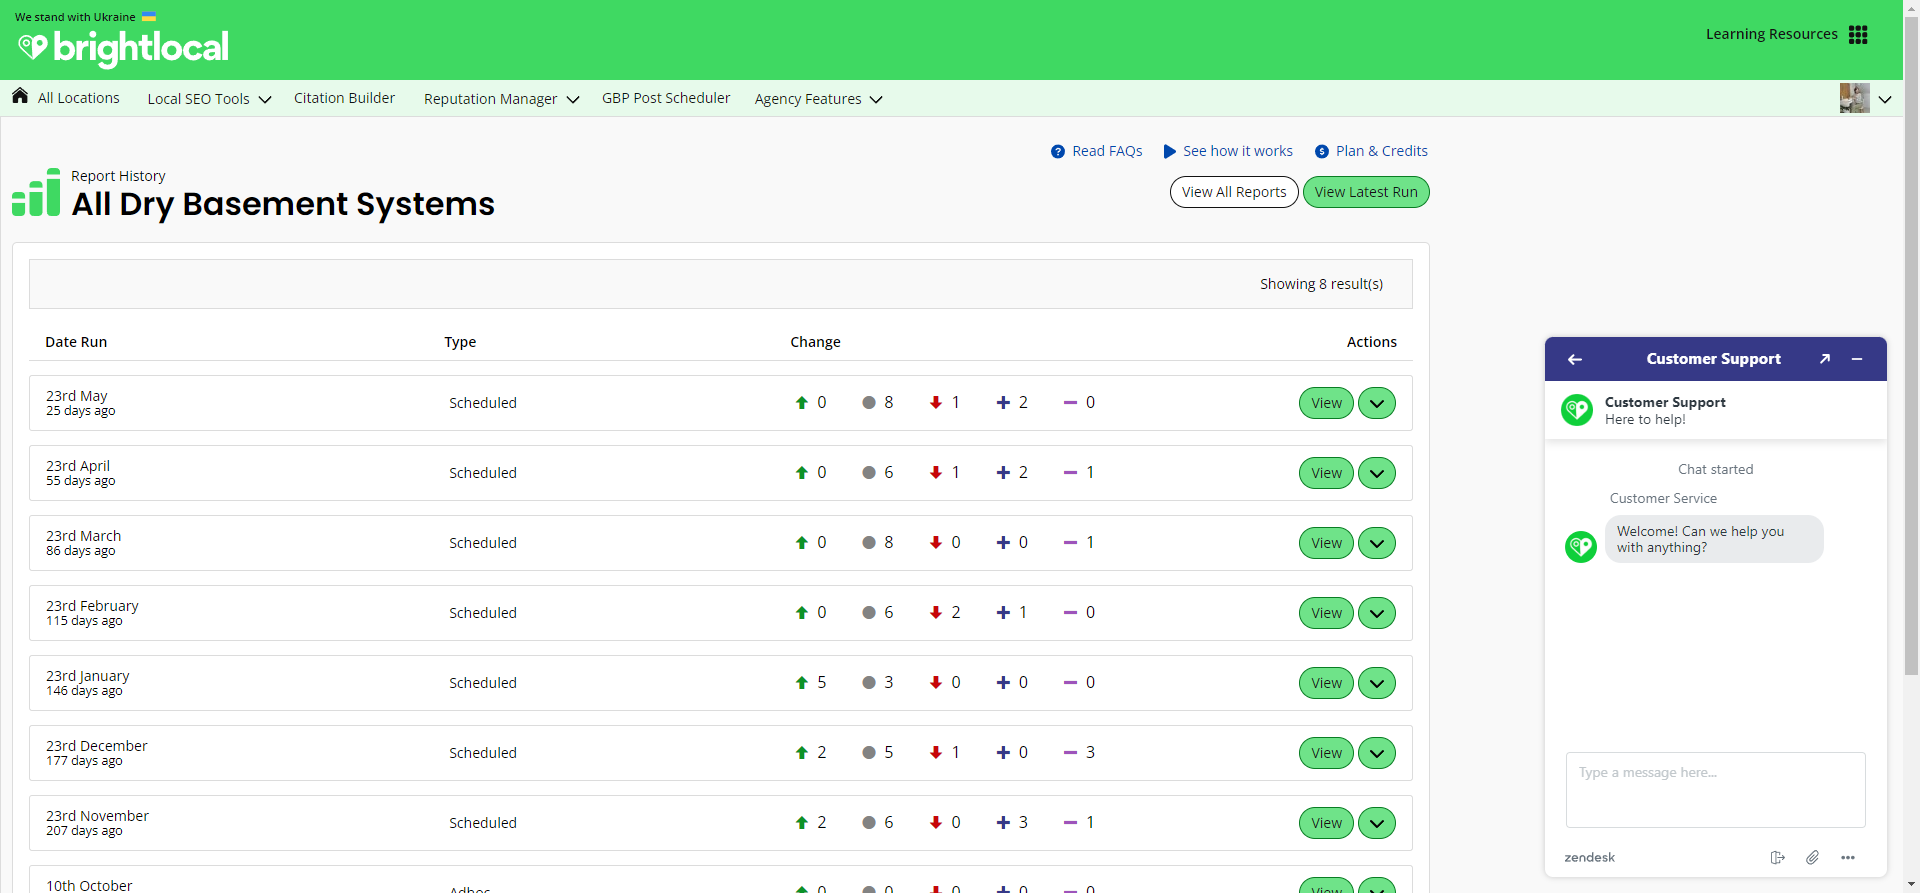 We stand with Ukraine
brightlocal
Learning Resources
All Locations
Local SEO Tools
Citation Builder
Reputation Manager
GBP Post Scheduler
Agency Features
Read FAQs
See how it works
Plan & Credits
Report History
All Dry Basement Systems
View All Reports
View Latest Run
Showing 8 result(s)
Date Run Type Change Actions
23rd May
25 days ago
Scheduled 0 8 1 2 0 View
23rd April
55 days ago
Scheduled 0 6 1 2 1 View
23rd March
86 days ago
Scheduled 0 8 0 0 1 View
23rd February
115 days ago
Scheduled 0 6 2 1 0 View
23rd January
146 days ago
Scheduled 5 3 0 0 0 View
23rd December
177 days ago
Scheduled 2 5 1 0 3 View
23rd November
207 days ago
Scheduled 2 6 0 3 1 View
10th October
Adhoc 0 0 0 0 0 View
Customer Support
Customer Support
Here to help!
Chat started
Customer Service
Welcome! Can we help you
with anything?
Type a message here...
zendesk